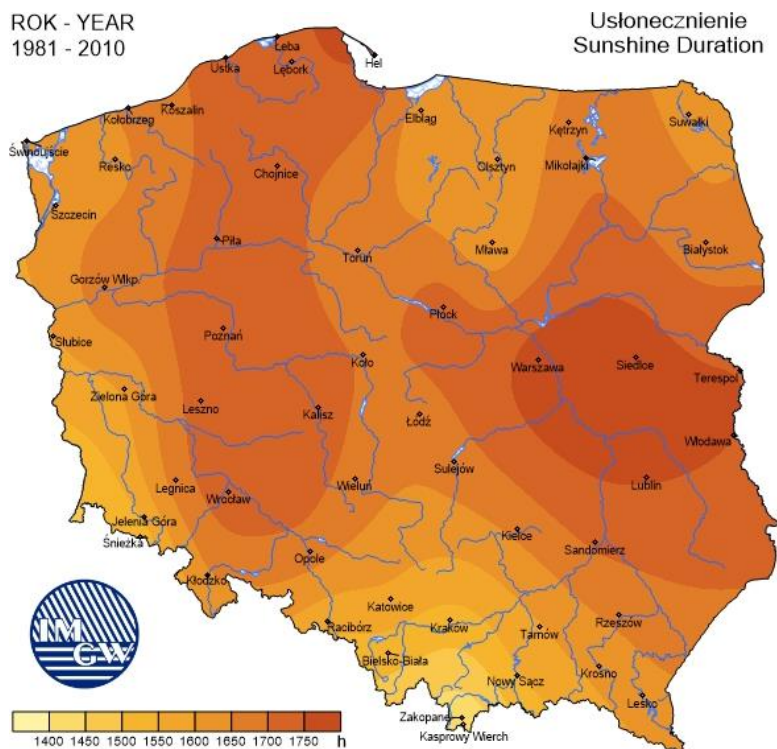 ROK - YEAR
1981 - 2010
Usłonecznienie
Sunshine Duration
Łeba
Hel
Ustka
Lębork
Koszalin
Kołobrzeg
Elbląg
Kętrzyn
Suwałki
Świnoujście
Resko
Chojnice
Olsztyn
Mikołajki
Szczecin
Piła
Toruń
Mława
Białystok
Gorzów Wlkp.
Płock
Słubice
Poznań
Koło
Warszawa
Siedlce
Terespol
Zielona Góra
Leszno
Kalisz
Łódź
Włodawa
Sulejów
Legnica
Wrocław
Wieluń
Lublin
Jelenia Góra
Śnieżka
Opole
Kielce
Sandomierz
Kłodzko
Katowice
Racibórz
Kraków
Tarnów
Rzeszów
Bielsko-Biała
Nowy Sącz
Krosno
Lesko
Zakopane
Kasprowy Wierch
IM
GW
1400 1450 1500 1550 1600 1650 1700 1750 h